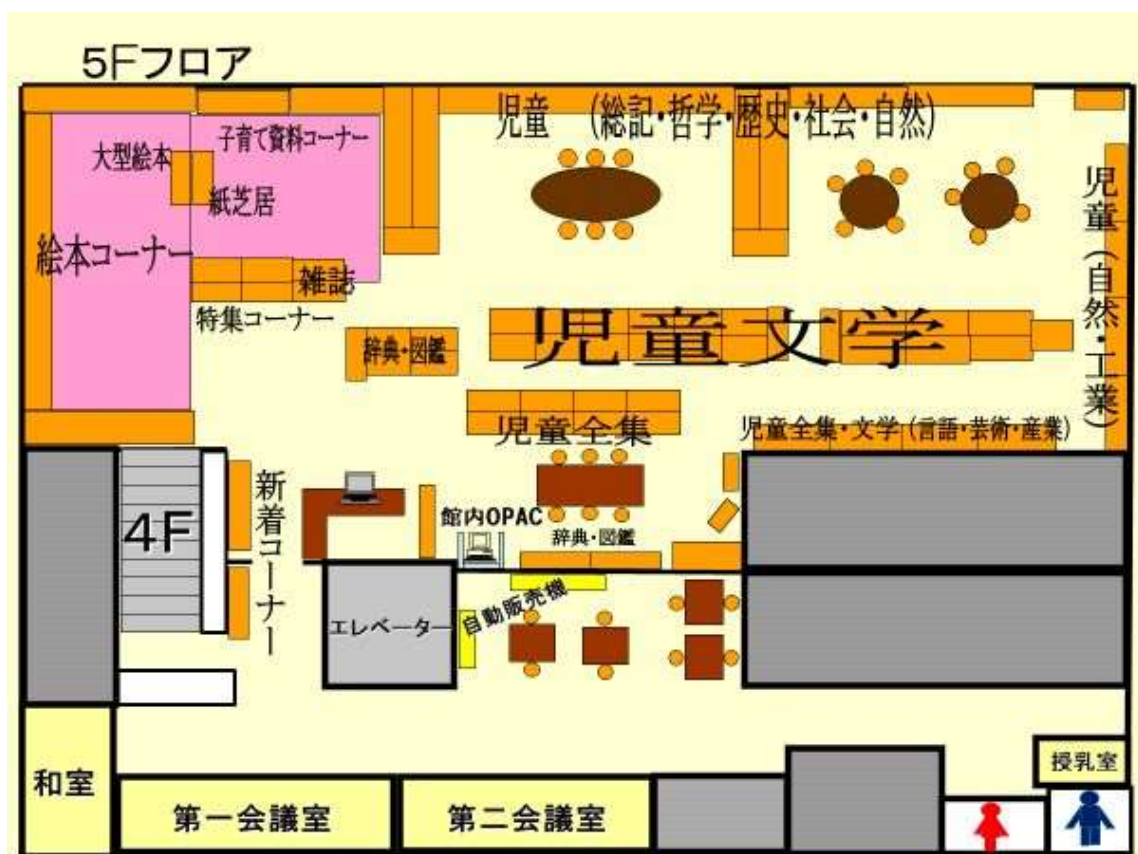 5Fフロア
児童 (総記・哲学・歴史・社会・自然)
子育て資料コーナー
大型絵本
紙芝居
絵本コーナー
雑誌
特集コーナー
児童(自然・工業)
辞典・図鑑
児童文学
児童全集
児童全集・文学(言語・芸術・産業)
新着コーナー
4F
館内OPAC
辞典・図鑑
エレベーター
自動販売機
和室
第一会議室
第二会議室
授乳室